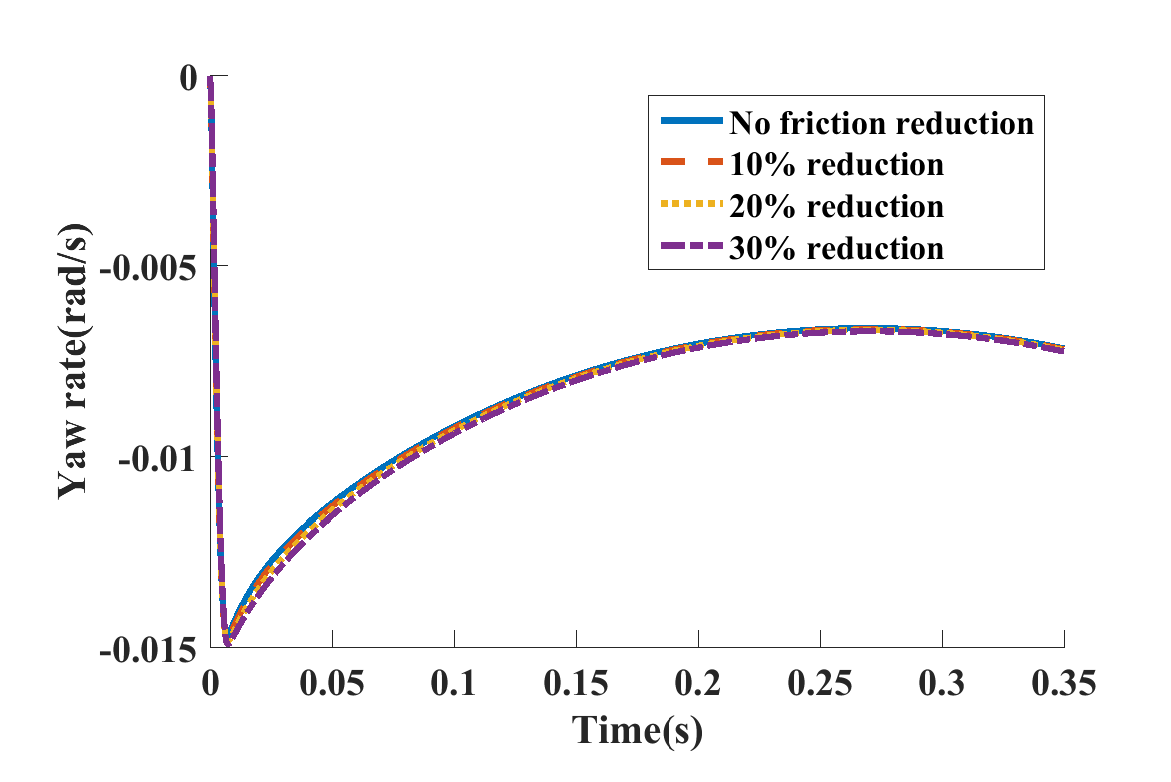 0
-0.005
-0.01
-0.015
Yaw rate(rad/s)
No friction reduction
10% reduction
20% reduction
30% reduction
0 0.05 0.1 0.15 0.2 0.25 0.3 0.35
Time(s)